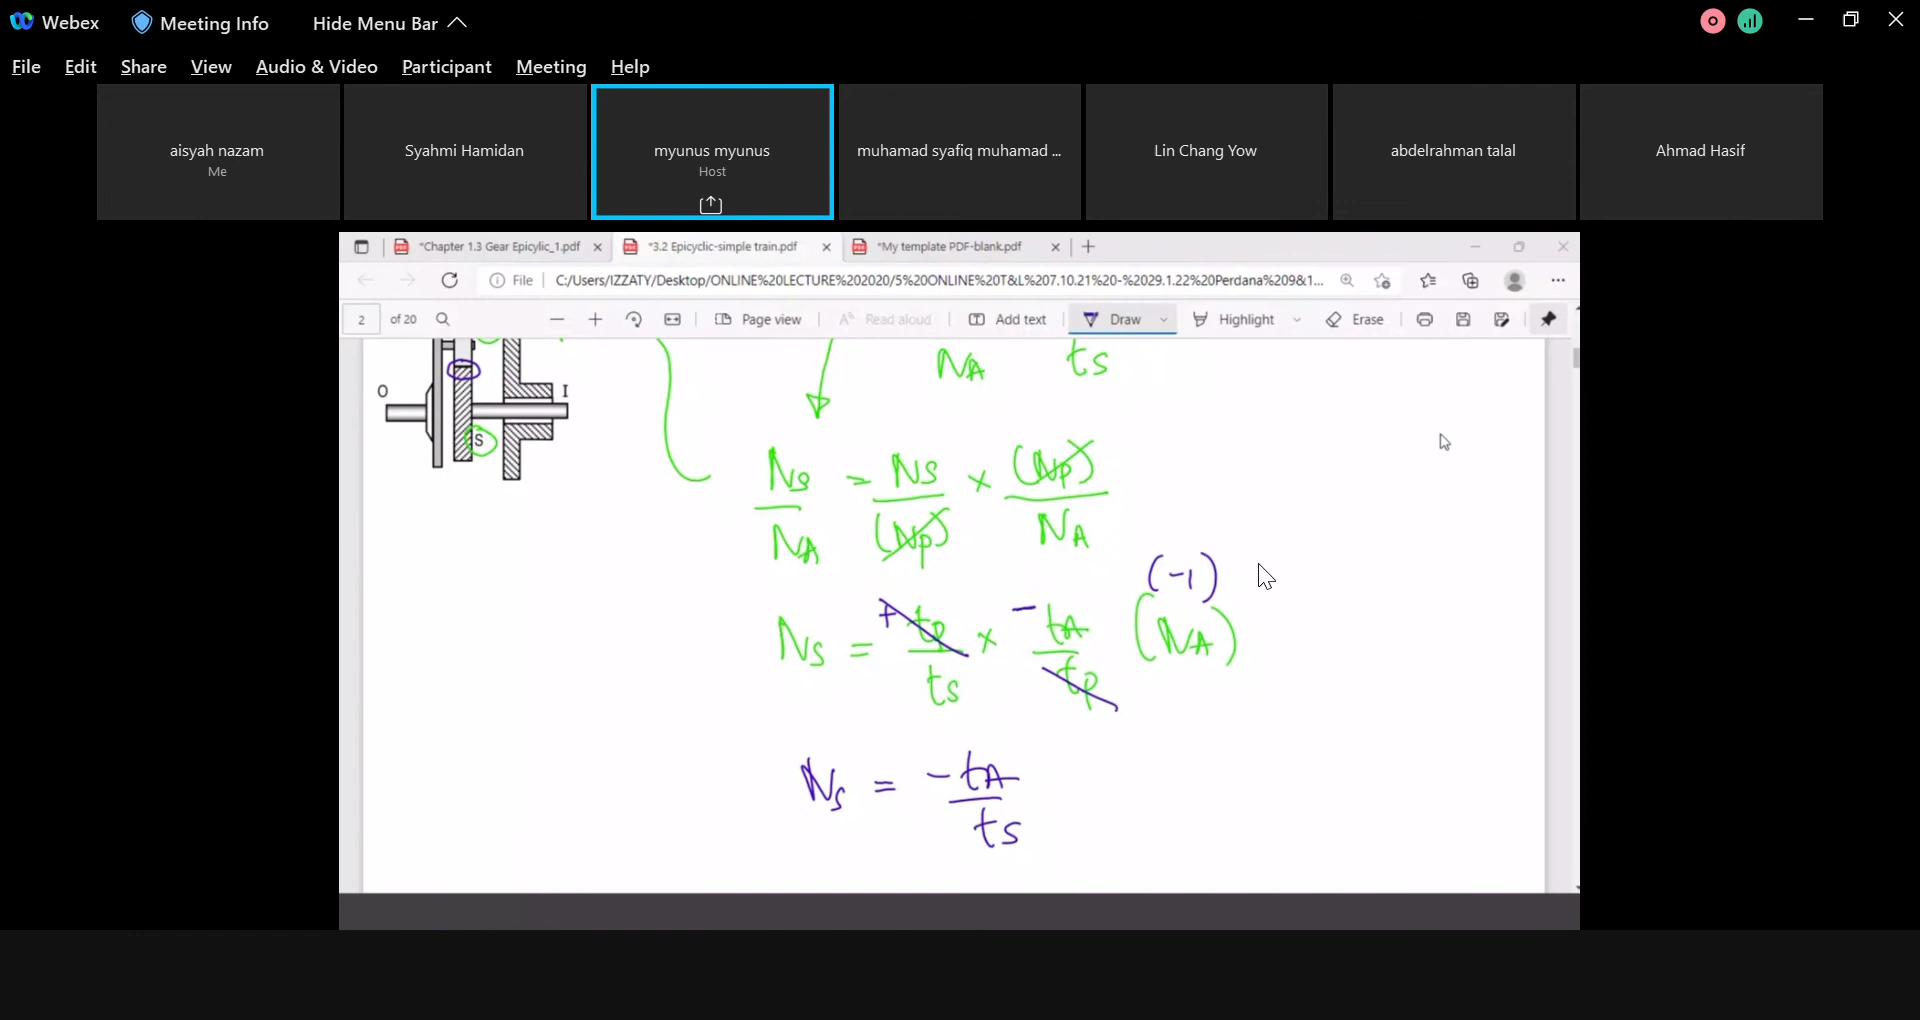 Webex Meeting Info Hide Menu Bar
File Edit Share View Audio & Video Participant Meeting Help
aisyah nazam
Me
Syahmi Hamidan
myunus myunus
Host
muhamad syafiq muhamad ...
Lin Chang Yow
abdelrahman talal
Ahmad Hasif
*Chapter 1.3 Gear Epicylic_1.pdf *3.2 Epicyclic-simple train.pdf *My template PDF-blank.pdf
File C:/Users/IZZATY/Desktop/ONLINE%20LECTURE%202020/5%20ONLINE%20T&L%207.10.21%20-%2029.1.22%20Perdana%209&1...
2 of 20 Page view Read aloud Add text Draw Highlight Erase
NA ts
O I
S
NS/NA = NS/(Np) × (Np)/NA
(-1)
NS = + tp/ts × - tA/tp (NA)
NS = -tA/ts